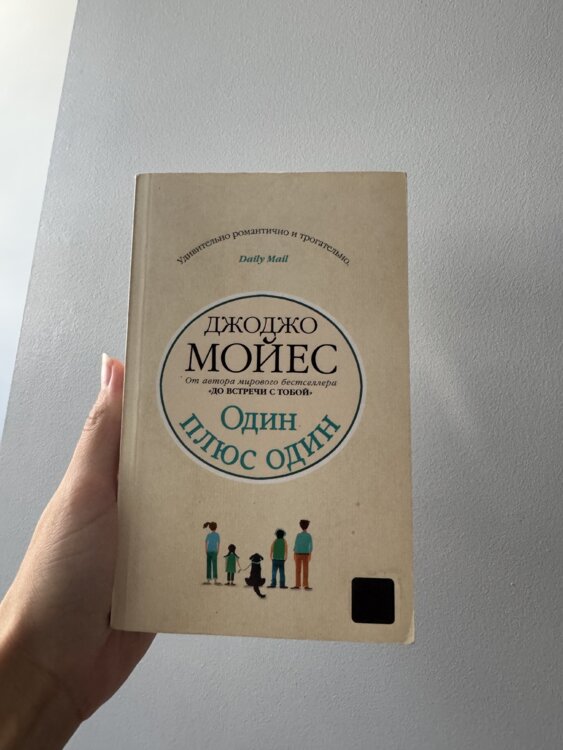 Удивительно романтично и трогательно.
Daily Mail
ДЖОДЖО
МОЙЕС
От автора мирового бестселлера
«ДО ВСТРЕЧИ С ТОБОЙ»
Один
плюс один